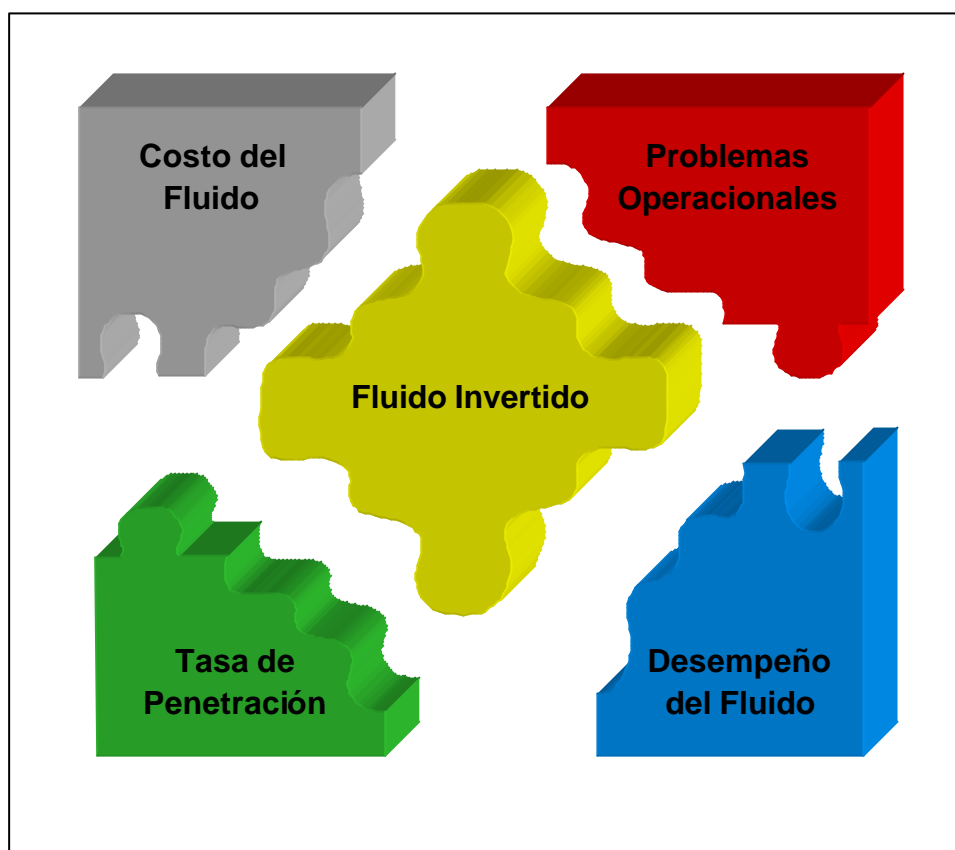 Costo del
Fluido
Problemas
Operacionales
Fluido Invertido
Tasa de
Penetración
Desempeño
del Fluido